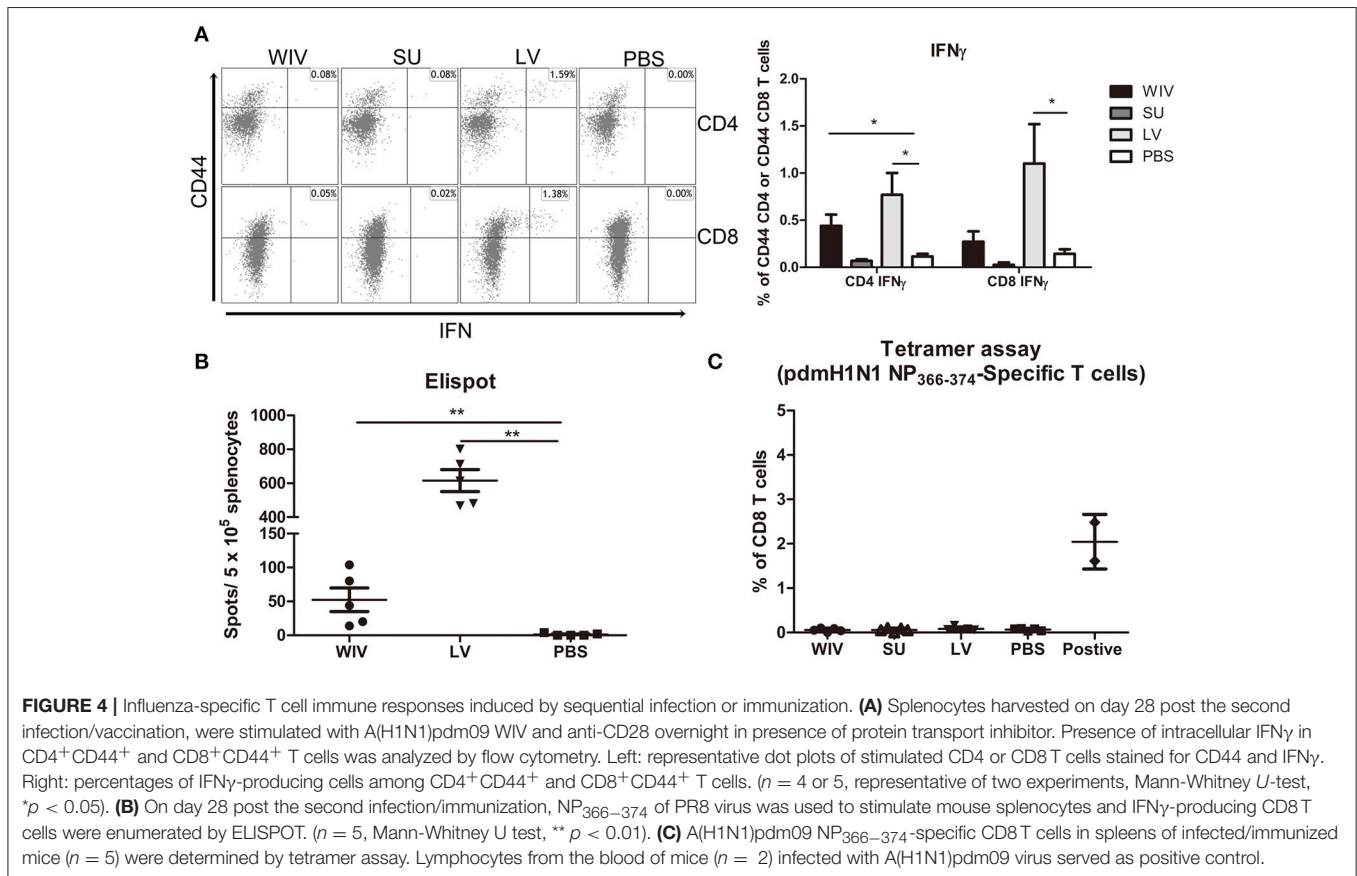 A
WIV SU LV PBS
0.08% 0.08% 1.59% 0.00%
CD4
0.05% 0.02% 1.38% 0.00%
CD8
CD44
IFN
IFNγ
% of CD44 CD4 or CD44 CD8 T cells
2.0
1.5
1.0
0.5
0.0
* * *
CD4 IFNγ CD8 IFNγ
WIV
SU
LV
PBS
B
Elispot
Spots/ 5 x 10⁵ splenocytes
1000
800
600
400
150
100
50
0
**
**
WIV LV PBS
C
Tetramer assay
(pdmH1N1 NP₃₆₆₋₃₇₄-Specific T cells)
% of CD8 T cells
5
4
3
2
1
0
WIV SU LV PBS Postive
FIGURE 4 | Influenza-specific T cell immune responses induced by sequential infection or immunization. (A) Splenocytes harvested on day 28 post the second
infection/vaccination, were stimulated with A(H1N1)pdm09 WIV and anti-CD28 overnight in presence of protein transport inhibitor. Presence of intracellular IFNγ in
CD4⁺CD44⁺ and CD8⁺CD44⁺ T cells was analyzed by flow cytometry. Left: representative dot plots of stimulated CD4 or CD8 T cells stained for CD44 and IFNγ.
Right: percentages of IFNγ-producing cells among CD4⁺CD44⁺ and CD8⁺CD44⁺ T cells. (n = 4 or 5, representative of two experiments, Mann-Whitney U-test,
*p < 0.05). (B) On day 28 post the second infection/immunization, NP₃₆₆₋₃₇₄ of PR8 virus was used to stimulate mouse splenocytes and IFNγ-producing CD8 T
cells were enumerated by ELISPOT. (n = 5, Mann-Whitney U test, ** p < 0.01). (C) A(H1N1)pdm09 NP₃₆₆₋₃₇₄-specific CD8 T cells in spleens of infected/immunized
mice (n = 5) were determined by tetramer assay. Lymphocytes from the blood of mice (n = 2) infected with A(H1N1)pdm09 virus served as positive control.